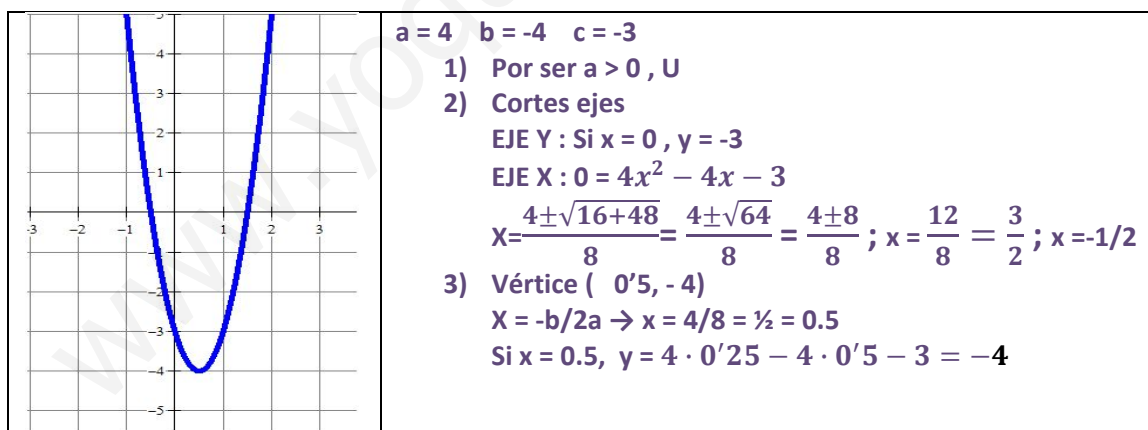 www.yoq
5
4
3
2
1
-3 -2 -1 1 2 3
-1
-2
-3
-4
-5
a = 4 b = -4 c = -3
1) Por ser a > 0 , U
2) Cortes ejes
EJE Y : Si x = 0 , y = -3
EJE X : 0 = 4x² − 4x − 3
X=(4±√(16+48))/8 = (4±√64)/8 = (4±8)/8 ; x = 12/8 = 3/2 ; x =-1/2
3) Vértice ( 0’5, - 4)
X = -b/2a → x = 4/8 = ½ = 0.5
Si x = 0.5, y = 4 · 0′25 − 4 · 0′5 − 3 = −4